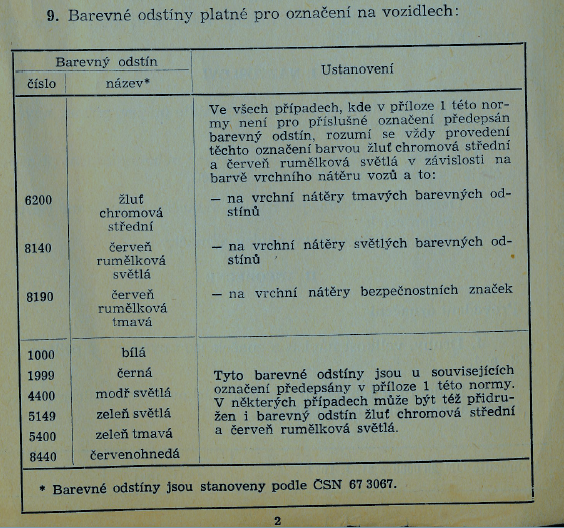 9. Barevné odstíny platné pro označení na vozidlech:
Barevný odstín
Ustanovení
číslo
název*
Ve všech případech, kde v příloze 1 této nor-
my není pro příslušné označení předepsán
barevný odstín, rozumí se vždy provedení
těchto označení barvou žluť chromová střední
a červeň rumělková světlá v závislosti na
barvě vrchního nátěru vozů a to:
6200
žluť
chromová
střední
— na vrchní nátěry tmavých barevných od-
stínů
8140
červeň
rumělková
světlá
— na vrchní nátěry světlých barevných od-
stínů
8190
červeň
rumělková
tmavá
— na vrchní nátěry bezpečnostních značek
1000
bílá
1999
černá
4400
modř světlá
5149
zeleň světlá
5400
zeleň tmavá
8440
červenohnedá
Tyto barevné odstíny jsou u souvisejících
označení předepsány v příloze 1 této normy.
V některých případech může být též přidru-
žen i barevný odstín žluť chromová střední
a červeň rumělková světlá.
* Barevné odstíny jsou stanoveny podle ČSN 67 3067.
2